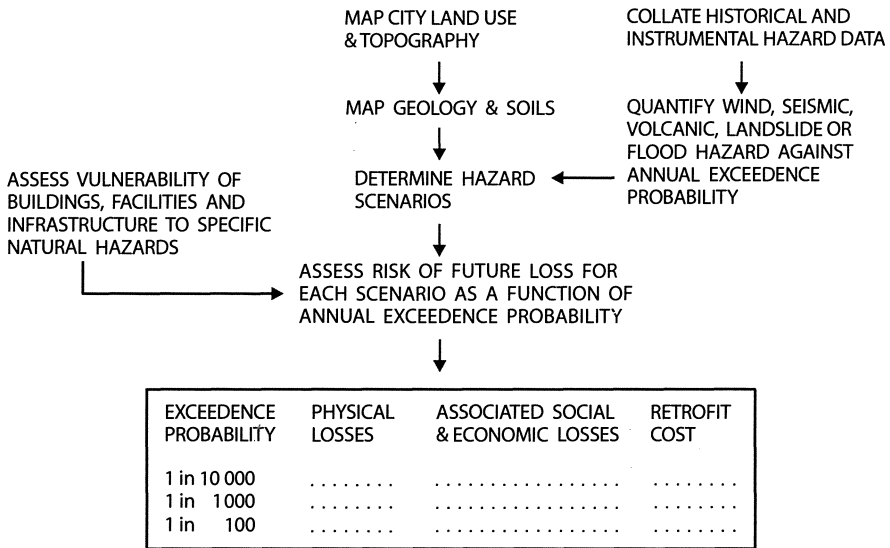 MAP CITY LAND USE
& TOPOGRAPHY
COLLATE HISTORICAL AND
INSTRUMENTAL HAZARD DATA
MAP GEOLOGY & SOILS
QUANTIFY WIND, SEISMIC,
VOLCANIC, LANDSLIDE OR
FLOOD HAZARD AGAINST
ANNUAL EXCEEDENCE
PROBABILITY
DETERMINE HAZARD
SCENARIOS
ASSESS VULNERABILITY OF
BUILDINGS, FACILITIES AND
INFRASTRUCTURE TO SPECIFIC
NATURAL HAZARDS
ASSESS RISK OF FUTURE LOSS FOR
EACH SCENARIO AS A FUNCTION OF
ANNUAL EXCEEDENCE PROBABILITY
EXCEEDENCE PROBABILITY
PHYSICAL LOSSES
ASSOCIATED SOCIAL & ECONOMIC LOSSES
RETROFIT COST
1 in 10 000 . . . . . . . . . . . . . . . . . . . . . . . . . . . . . . . . .
1 in 1 000 . . . . . . . . . . . . . . . . . . . . . . . . . . . . . . . . .
1 in 100 . . . . . . . . . . . . . . . . . . . . . . . . . . . . . . . . .